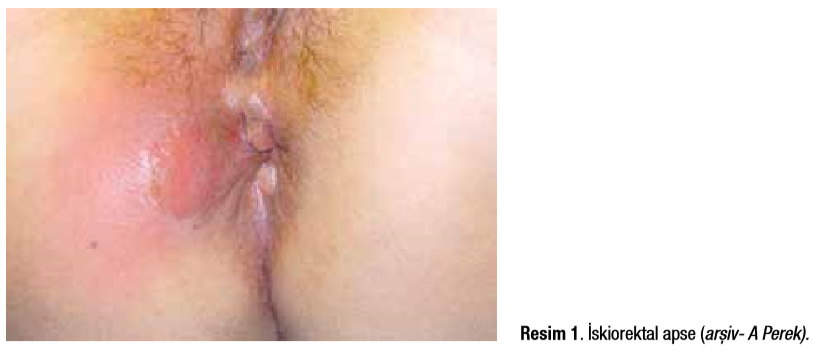 Resim 1. İskiorektal apse (arşiv- A Perek).